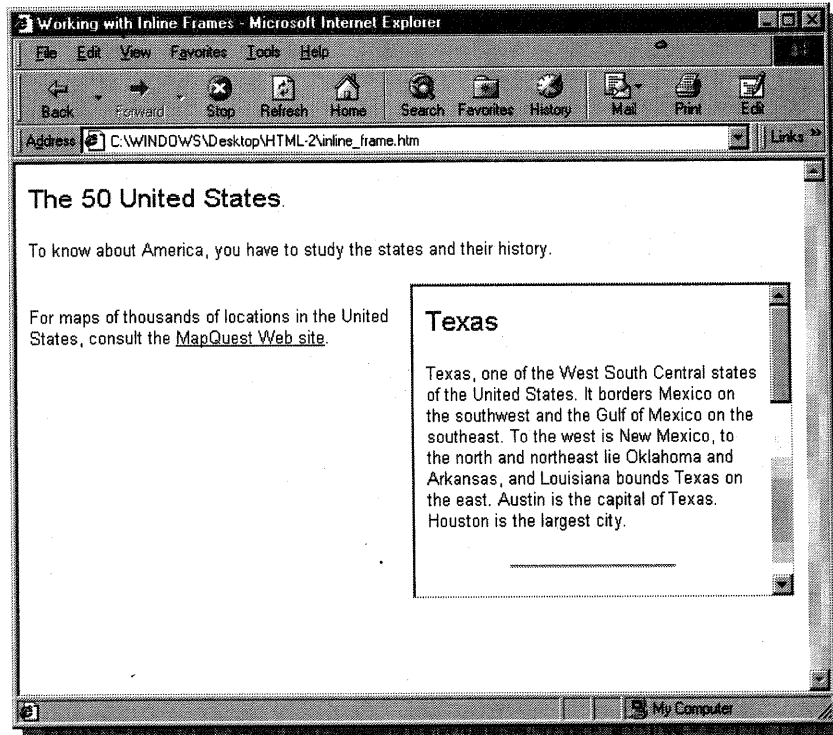 Working with Inline Frames - Microsoft Internet Explorer
File Edit View Favorites Tools Help
Back Forward Stop Refresh Home Search Favorites History Mail Print Edit
Address C:\WINDOWS\Desktop\HTML-2\inline_frame.htm Links »
The 50 United States
To know about America, you have to study the states and their history.
For maps of thousands of locations in the United
States, consult the MapQuest Web site.
Texas
Texas, one of the West South Central states
of the United States. It borders Mexico on
the southwest and the Gulf of Mexico on the
southeast. To the west is New Mexico, to
the north and northeast lie Oklahoma and
Arkansas, and Louisiana bounds Texas on
the east. Austin is the capital of Texas.
Houston is the largest city.
My Computer